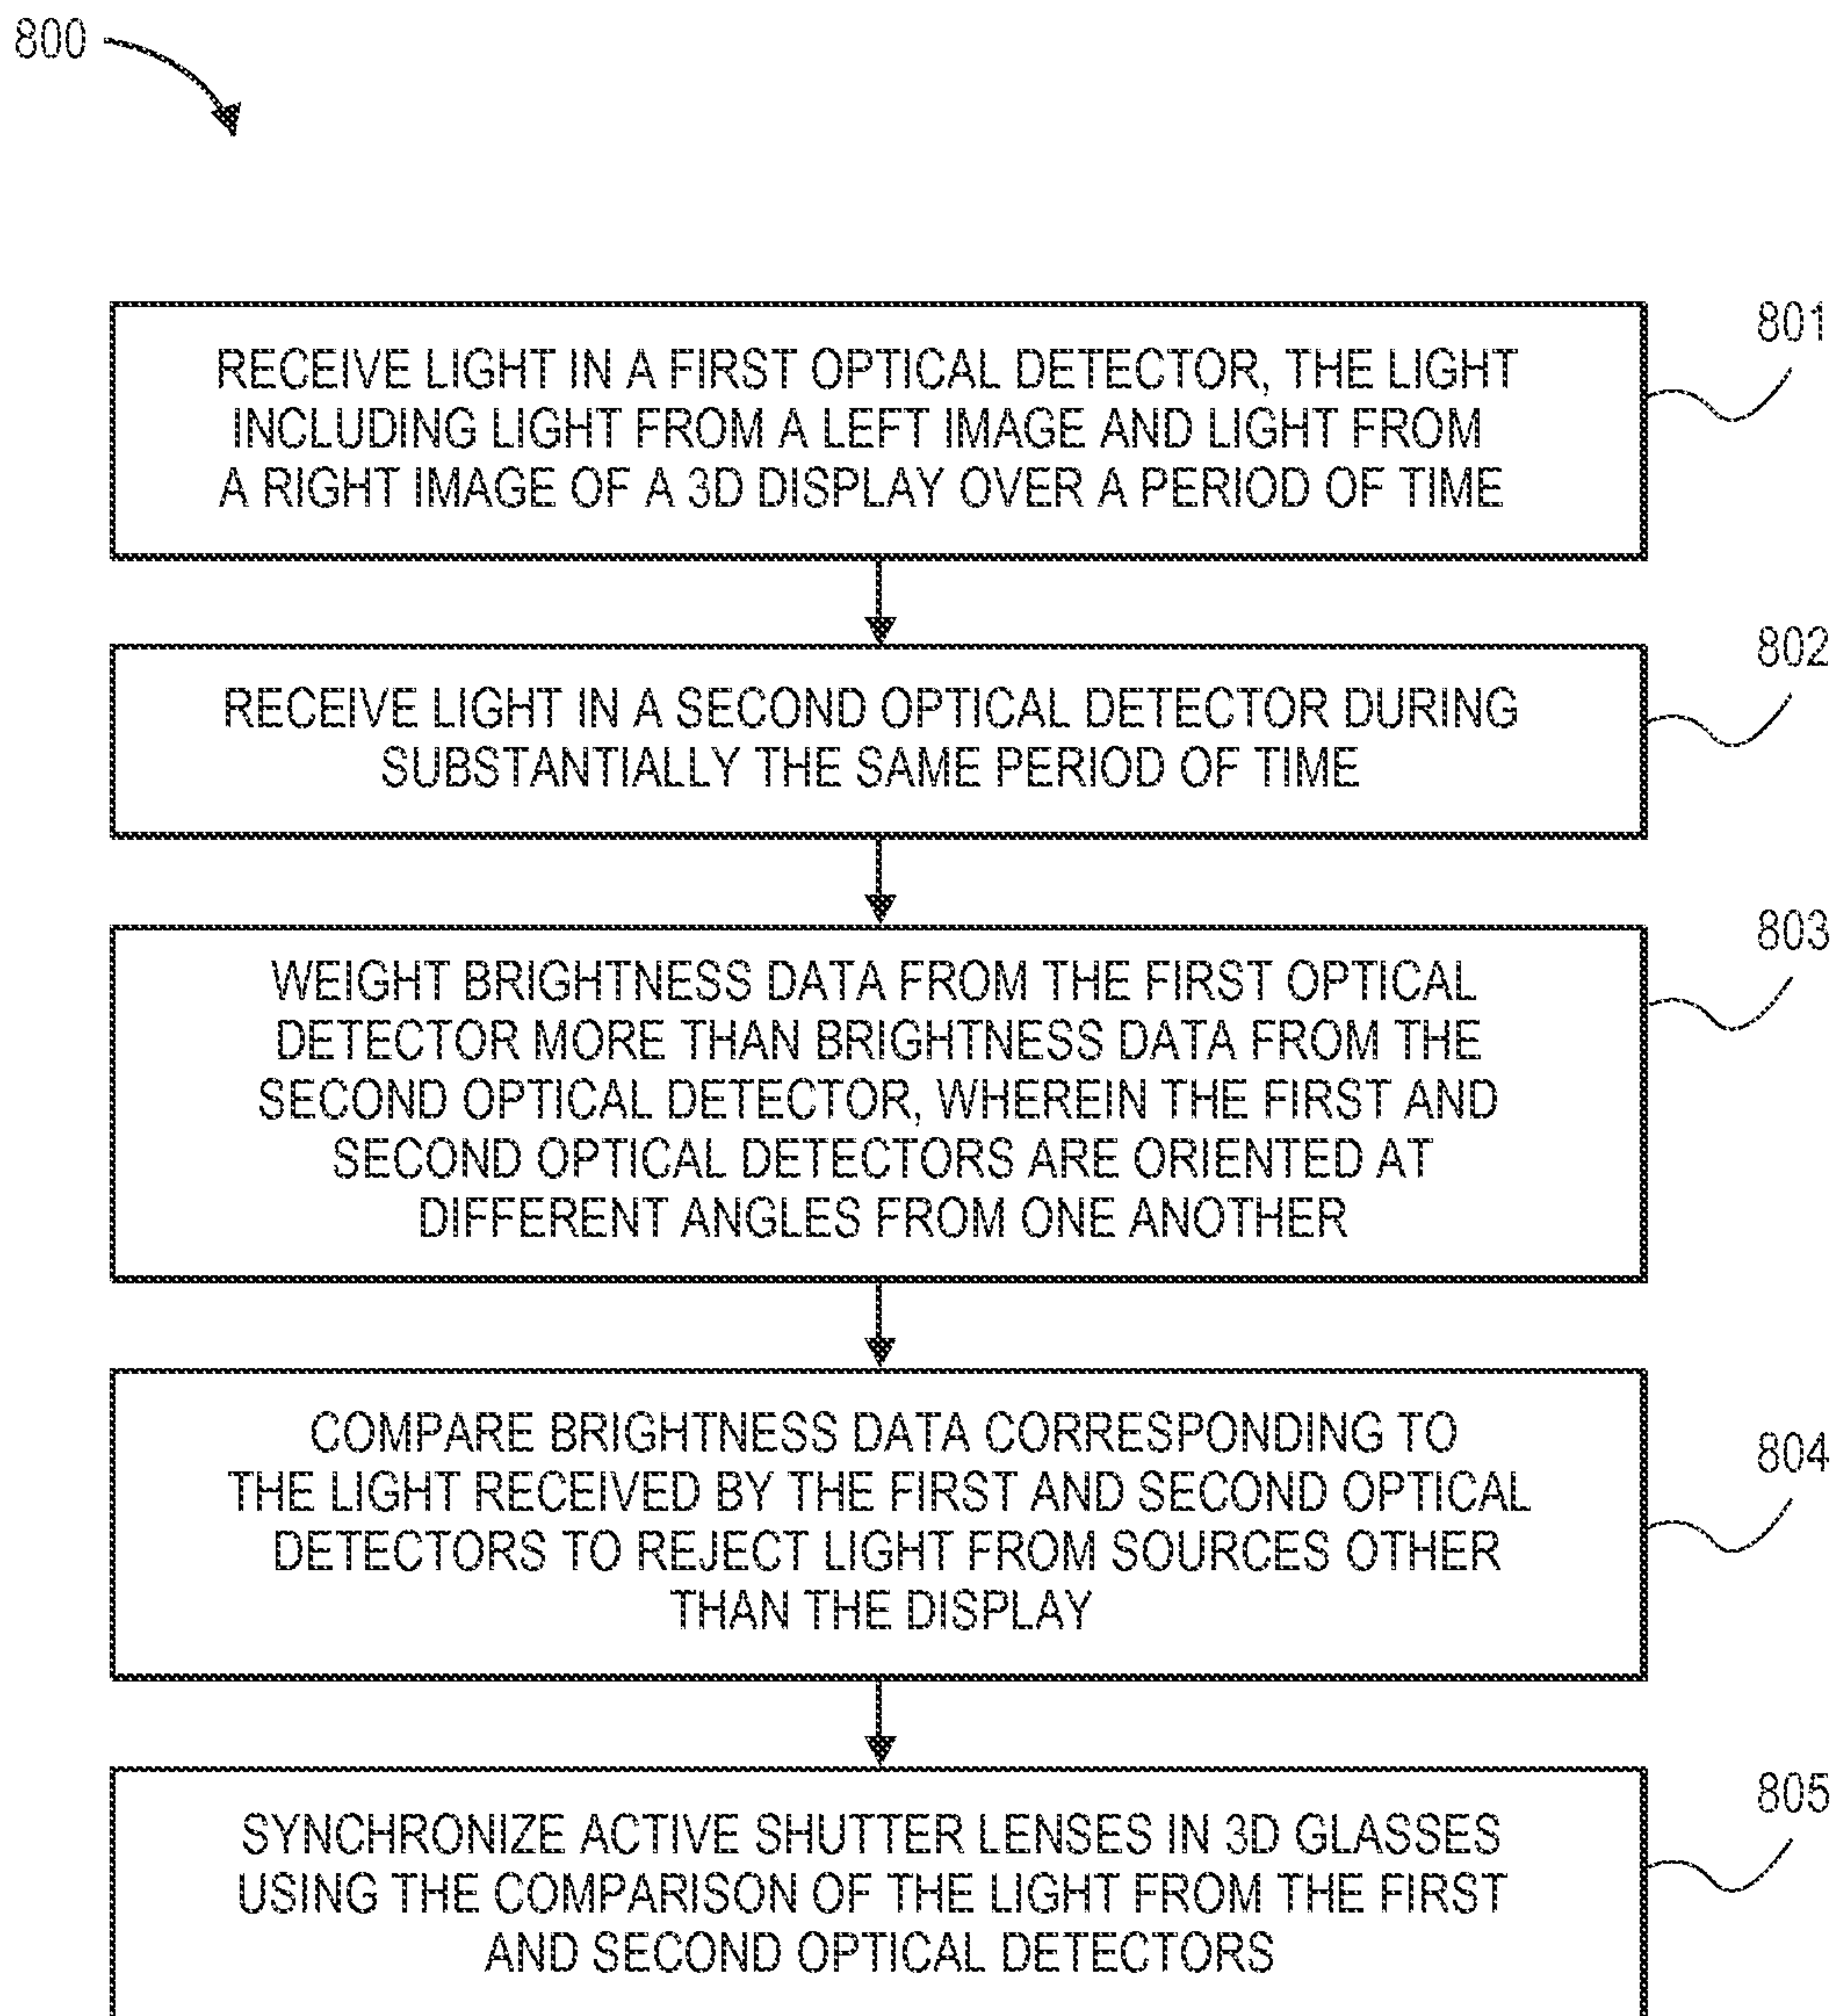 800
801
RECEIVE LIGHT IN A FIRST OPTICAL DETECTOR, THE LIGHT
INCLUDING LIGHT FROM A LEFT IMAGE AND LIGHT FROM
A RIGHT IMAGE OF A 3D DISPLAY OVER A PERIOD OF TIME
802
RECEIVE LIGHT IN A SECOND OPTICAL DETECTOR DURING
SUBSTANTIALLY THE SAME PERIOD OF TIME
803
WEIGHT BRIGHTNESS DATA FROM THE FIRST OPTICAL
DETECTOR MORE THAN BRIGHTNESS DATA FROM THE
SECOND OPTICAL DETECTOR, WHEREIN THE FIRST AND
SECOND OPTICAL DETECTORS ARE ORIENTED AT
DIFFERENT ANGLES FROM ONE ANOTHER
804
COMPARE BRIGHTNESS DATA CORRESPONDING TO
THE LIGHT RECEIVED BY THE FIRST AND SECOND OPTICAL
DETECTORS TO REJECT LIGHT FROM SOURCES OTHER
THAN THE DISPLAY
805
SYNCHRONIZE ACTIVE SHUTTER LENSES IN 3D GLASSES
USING THE COMPARISON OF THE LIGHT FROM THE FIRST
AND SECOND OPTICAL DETECTORS